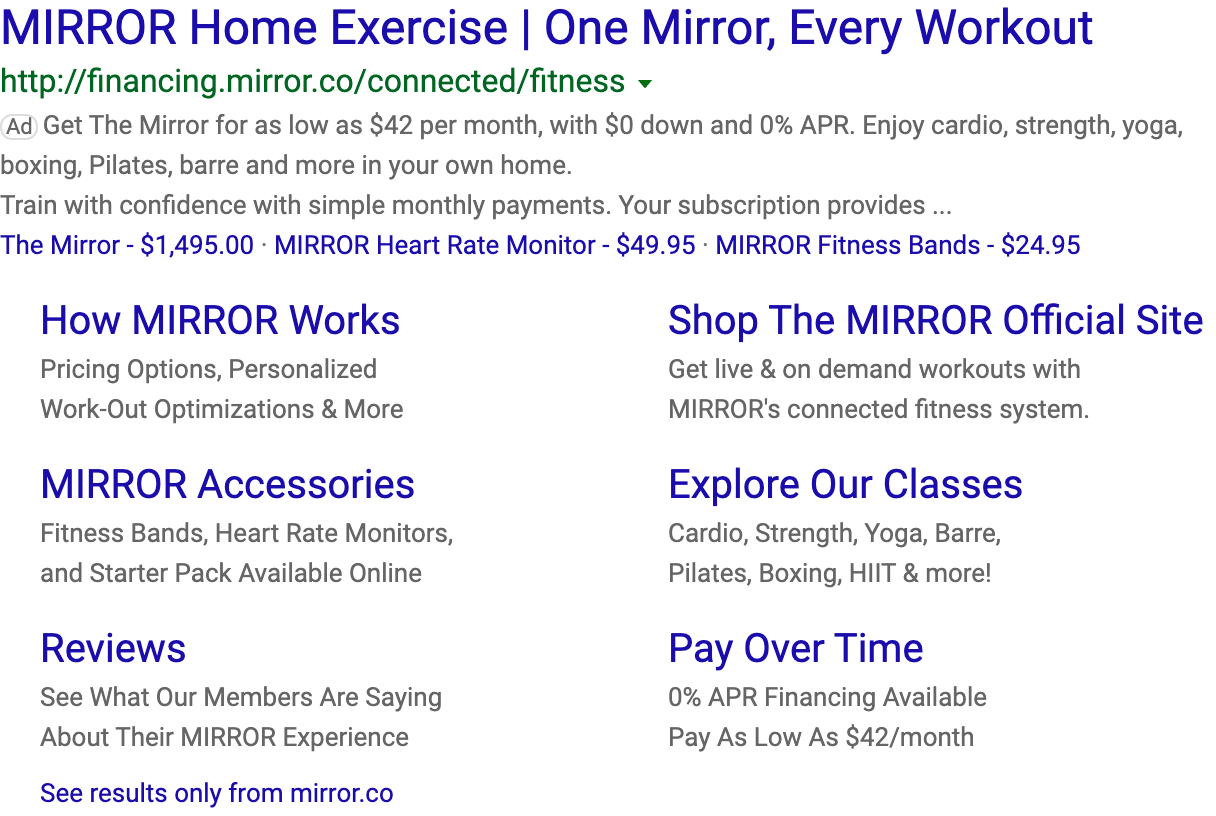 MIRROR Home Exercise | One Mirror, Every Workout
http://financing.mirror.co/connected/fitness
Ad Get The Mirror for as low as $42 per month, with $0 down and 0% APR. Enjoy cardio, strength, yoga,
boxing, Pilates, barre and more in your own home.
Train with confidence with simple monthly payments. Your subscription provides ...
The Mirror - $1,495.00 · MIRROR Heart Rate Monitor - $49.95 · MIRROR Fitness Bands - $24.95
How MIRROR Works
Pricing Options, Personalized
Work-Out Optimizations & More
Shop The MIRROR Official Site
Get live & on demand workouts with
MIRROR's connected fitness system.
MIRROR Accessories
Fitness Bands, Heart Rate Monitors,
and Starter Pack Available Online
Explore Our Classes
Cardio, Strength, Yoga, Barre,
Pilates, Boxing, HIIT & more!
Reviews
See What Our Members Are Saying
About Their MIRROR Experience
Pay Over Time
0% APR Financing Available
Pay As Low As $42/month
See results only from mirror.co